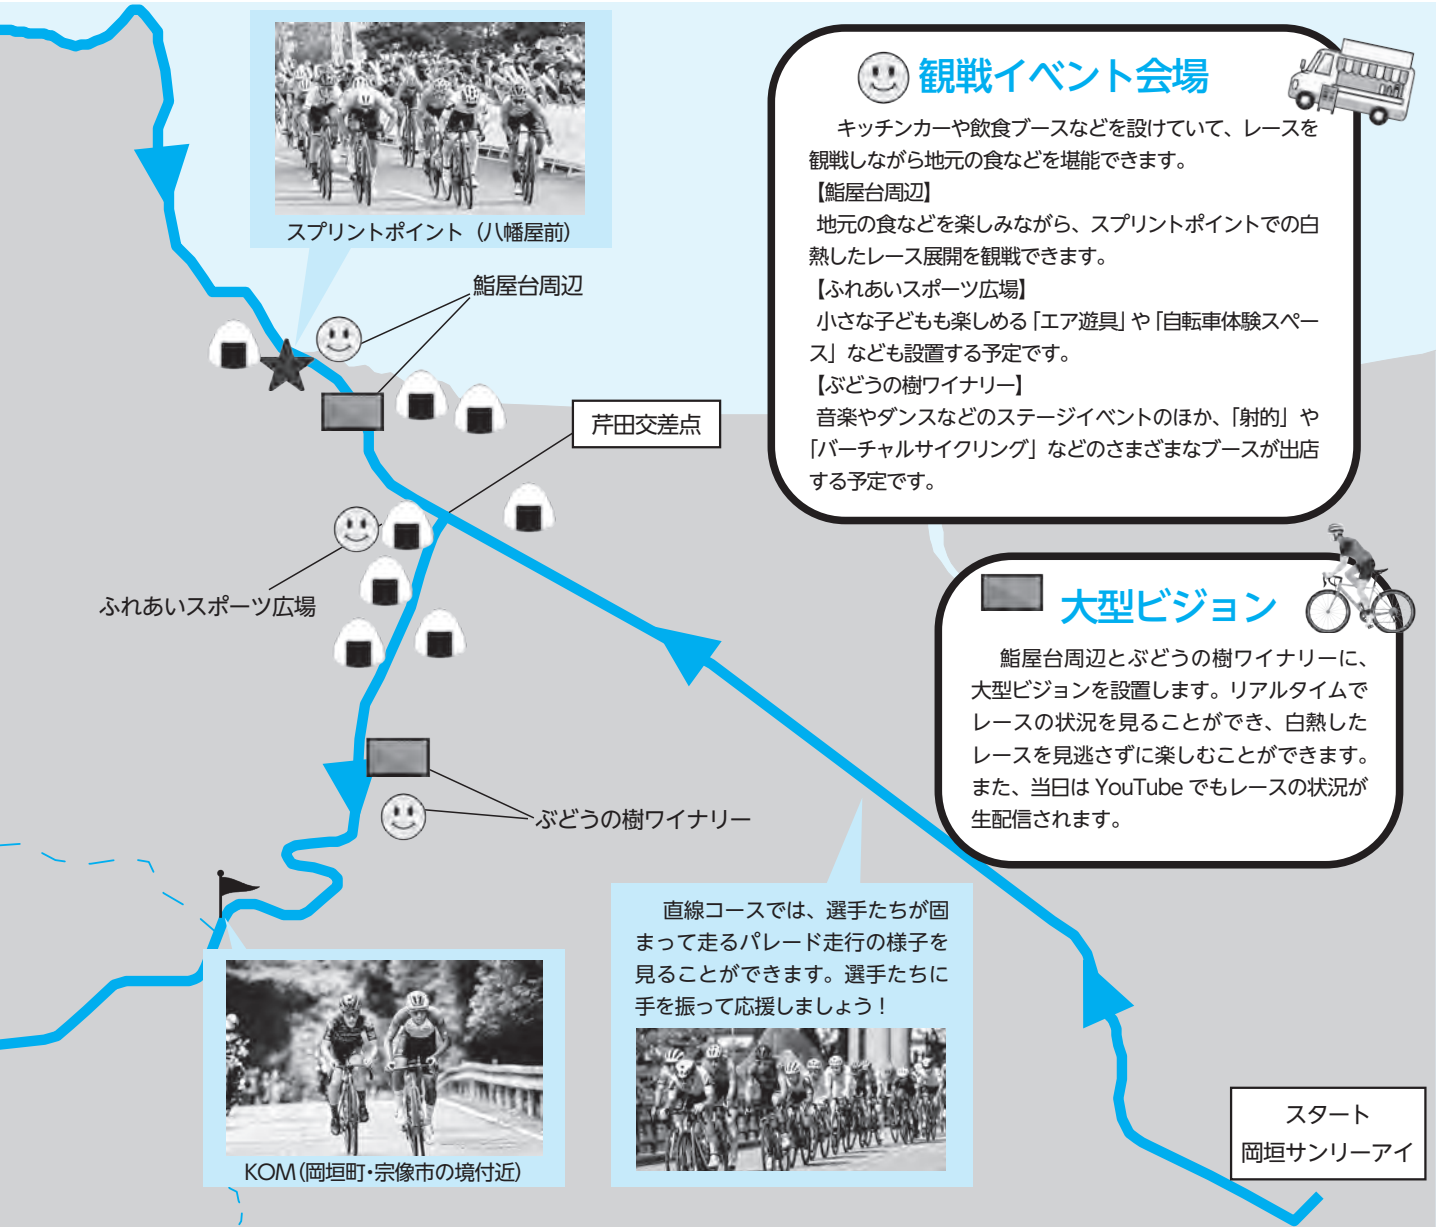 スプリントポイント（八幡屋前）
鮨屋台周辺
芹田交差点
ふれあいスポーツ広場
ぶどうの樹ワイナリー
観戦イベント会場
キッチンカーや飲食ブースなどを設けていて、レースを
観戦しながら地元の食などを堪能できます。
【鮨屋台周辺】
地元の食などを楽しみながら、スプリントポイントでの白
熱したレース展開を観戦できます。
【ふれあいスポーツ広場】
小さな子どもも楽しめる「エア遊具」や「自転車体験スペー
ス」なども設置する予定です。
【ぶどうの樹ワイナリー】
音楽やダンスなどのステージイベントのほか、「射的」や
「バーチャルサイクリング」などのさまざまなブースが出店
する予定です。
大型ビジョン
鮨屋台周辺とぶどうの樹ワイナリーに、
大型ビジョンを設置します。リアルタイムで
レースの状況を見ることができ、白熱した
レースを見逃さずに楽しむことができます。
また、当日は YouTube でもレースの状況が
生配信されます。
直線コースでは、選手たちが固
まって走るパレード走行の様子を
見ることができます。選手たちに
手を振って応援しましょう！
KOM（岡垣町・宗像市の境付近）
スタート
岡垣サンリーアイ